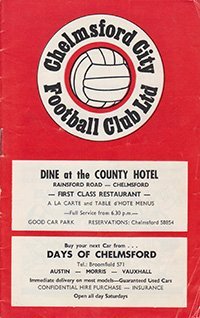 Chelmsford City
Football Club Ltd
DINE at the COUNTY HOTEL
RAINSFORD ROAD — CHELMSFORD
— FIRST CLASS RESTAURANT —
A LA CARTE and TABLE d'HOTE MENUS
—Full Service from 6.30 p.m.—
GOOD CAR PARK RESERVATIONS: Chelmsford 58054
Buy your next Car from ...
DAYS OF CHELMSFORD
Tel.: Broomfield 571
AUSTIN — MORRIS — VAUXHALL
Immediate delivery on most models—Guaranteed Used Cars
CONFIDENTIAL HIRE PURCHASE — INSURANCE
Open all day Saturdays